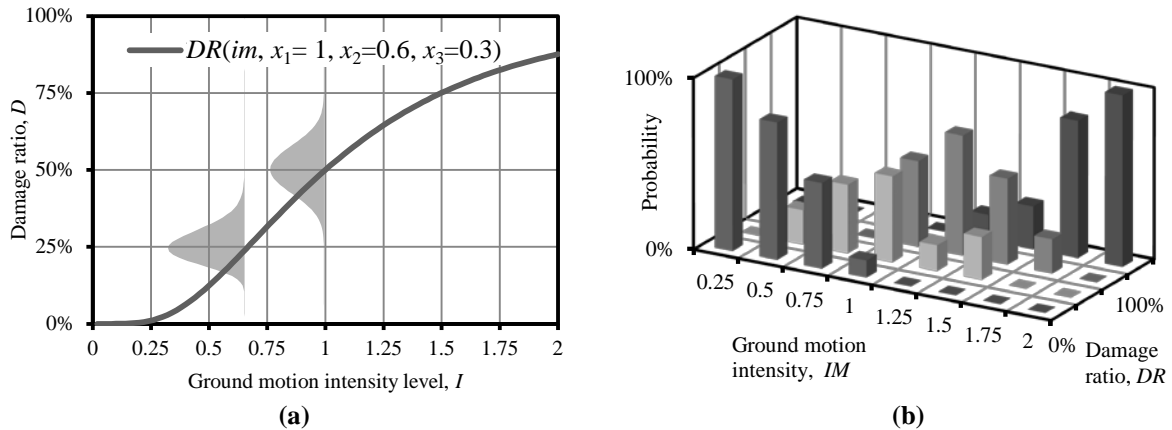 100%
75%
50%
25%
0%
Damage ratio, D
DR(im, x1= 1, x2=0.6, x3=0.3)
0 0.25 0.5 0.75 1 1.25 1.5 1.75 2
Ground motion intensity level, I
(a)
100%
0%
Probability
0.25 0.5 0.75 1 1.25 1.5 1.75 2
Ground motion
intensity, IM
0%
100%
Damage
ratio, DR
(b)